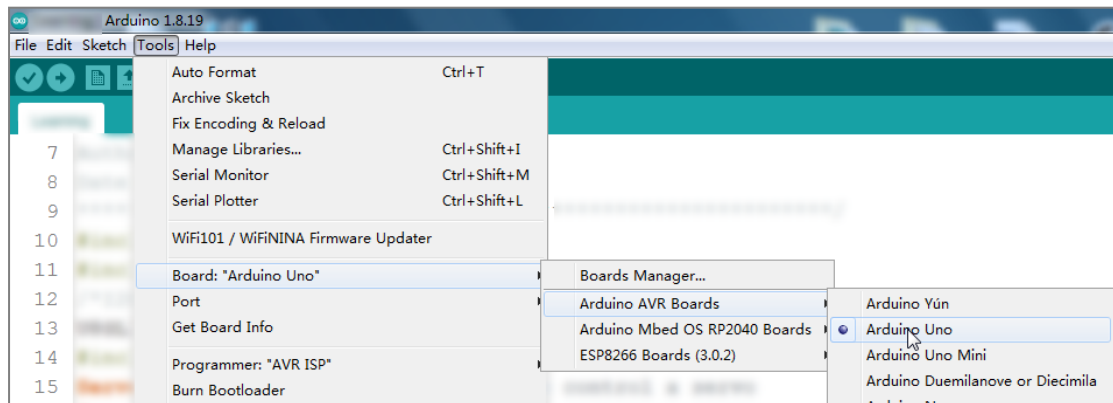 Arduino 1.8.19
File Edit Sketch Tools Help
Auto Format Ctrl+T
Archive Sketch
Fix Encoding & Reload
Manage Libraries... Ctrl+Shift+I
Serial Monitor Ctrl+Shift+M
Serial Plotter Ctrl+Shift+L
WiFi101 / WiFiNINA Firmware Updater
Board: "Arduino Uno"
Port
Get Board Info
Programmer: "AVR ISP"
Burn Bootloader
Boards Manager...
Arduino AVR Boards
Arduino Mbed OS RP2040 Boards
ESP8266 Boards (3.0.2)
Arduino Yún
Arduino Uno
Arduino Uno Mini
Arduino Duemilanove or Diecimila
7
8
9
10
11
12
13
14
15 control a servo